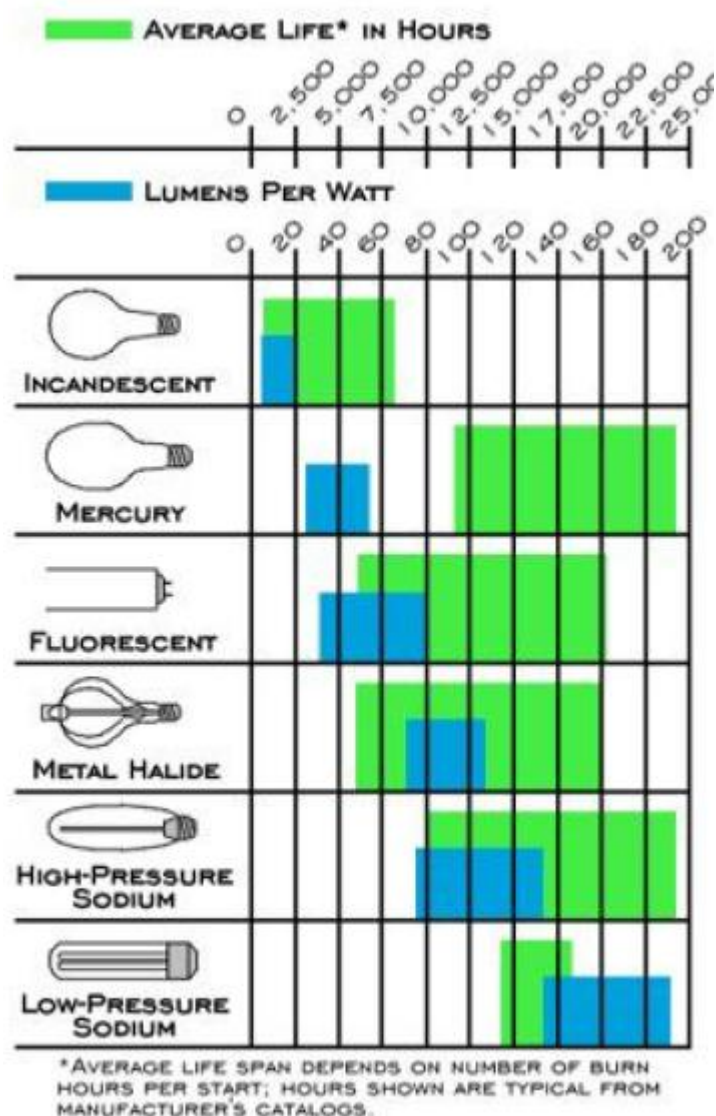 AVERAGE LIFE* IN HOURS
0 2,500 5,000 7,500 10,000 12,500 15,000 17,500 20,000 22,500 25,00
LUMENS PER WATT
0 20 40 60 80 100 120 140 160 180 200
INCANDESCENT
MERCURY
FLUORESCENT
METAL HALIDE
HIGH-PRESSURE
SODIUM
LOW-PRESSURE
SODIUM
*AVERAGE LIFE SPAN DEPENDS ON NUMBER OF BURN
HOURS PER START; HOURS SHOWN ARE TYPICAL FROM
MANUFACTURER'S CATALOGS.